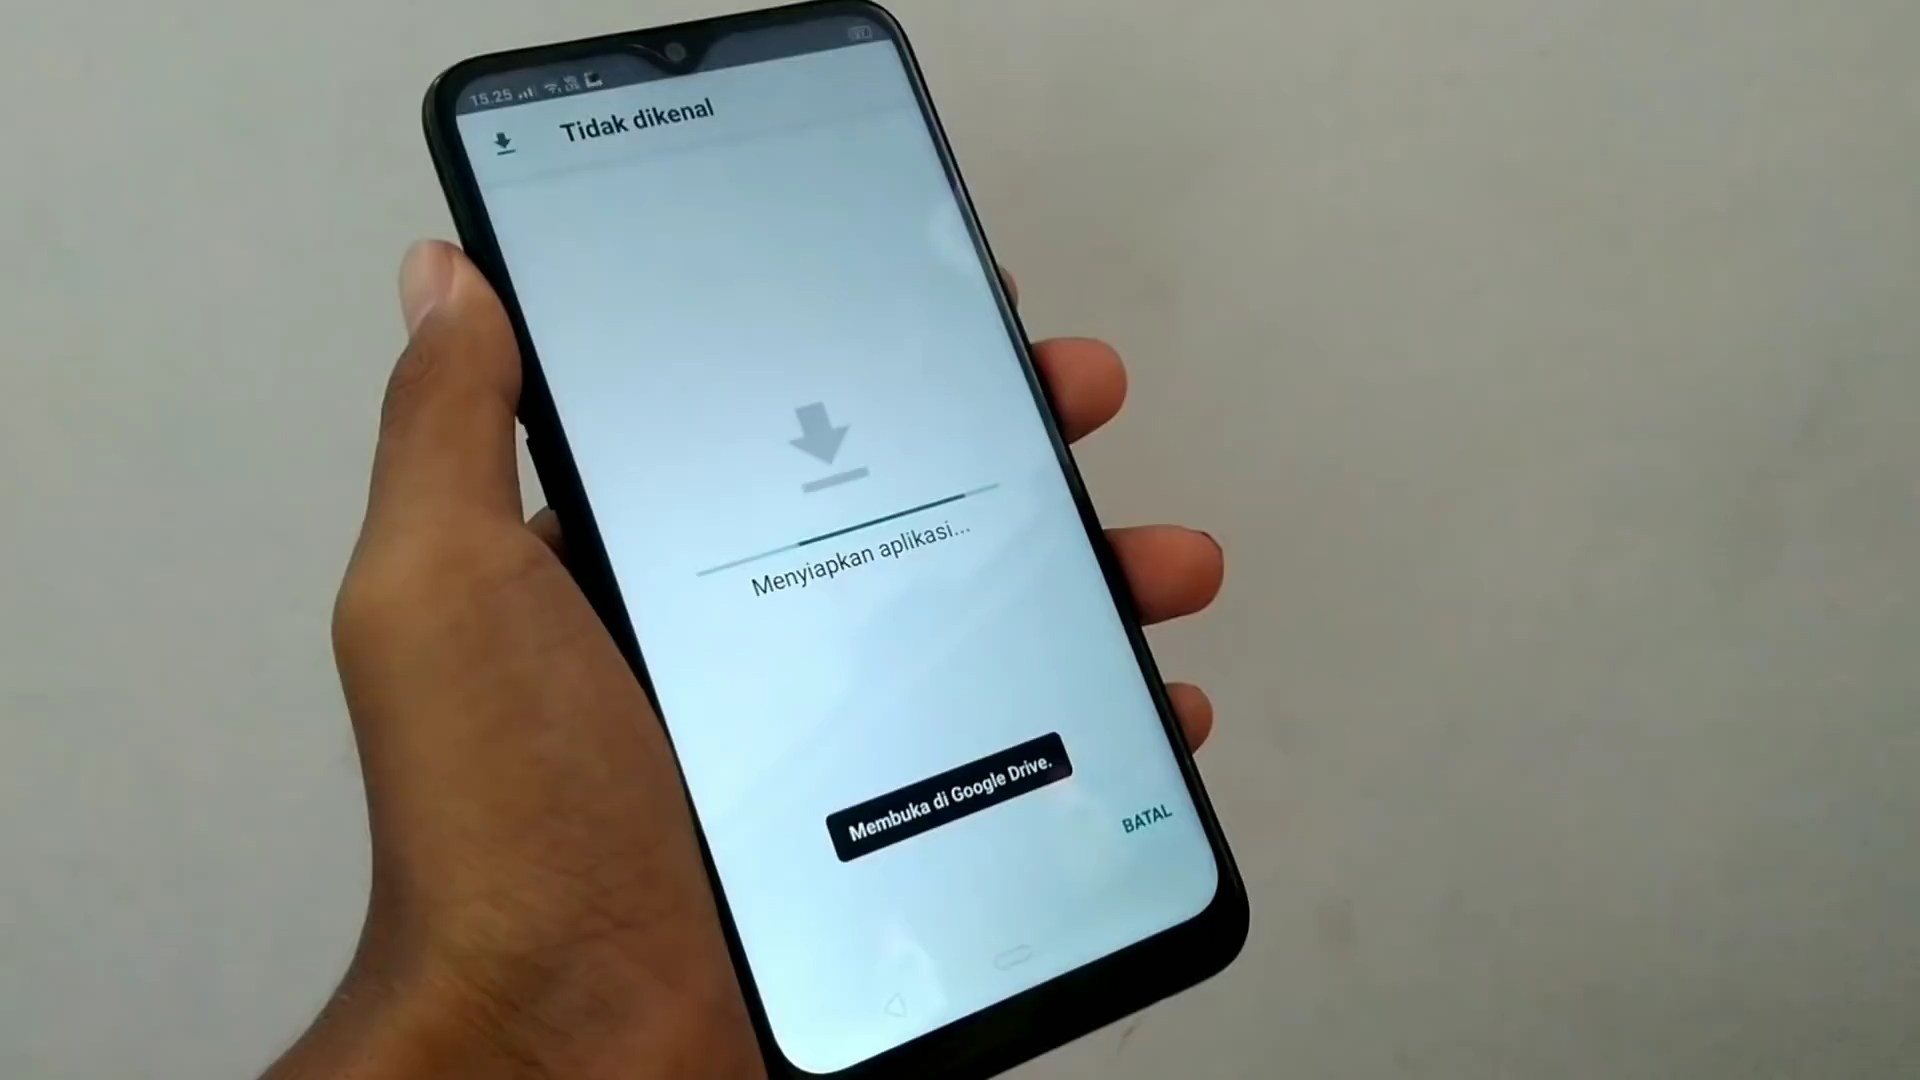 15.25
Tidak dikenal
Menyiapkan aplikasi...
Membuka di Google Drive.
BATAL